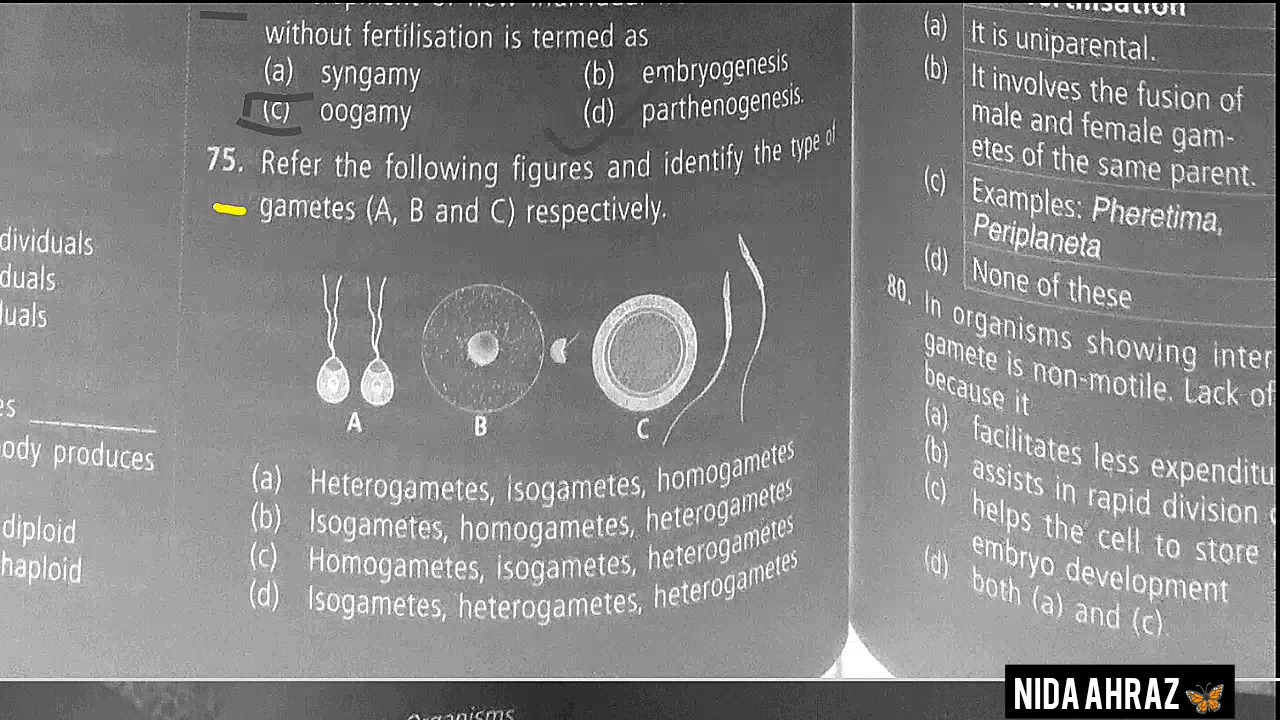 without fertilisation is termed as
(a) syngamy (b) embryogenesis
(c) oogamy (d) parthenogenesis.
75. Refer the following figures and identify the type of
gametes (A, B and C) respectively.
A B C
(a) Heterogametes, isogametes, homogametes
(b) Isogametes, homogametes, heterogametes
(c) Homogametes, isogametes, heterogametes
(d) Isogametes, heterogametes, heterogametes
dividuals
duals
luals
es
ody produces
diploid
haploid
(a) It is uniparental.
(b) It involves the fusion of
male and female gam-
etes of the same parent.
(c) Examples: Pheretima,
Periplaneta
(d) None of these
80. In organisms showing inter
gamete is non-motile. Lack of
because it
(a) facilitates less expenditu
(b) assists in rapid division
(c) helps the cell to store
embryo development
(d) both (a) and (c).
Organisms
NIDA AHRAZ